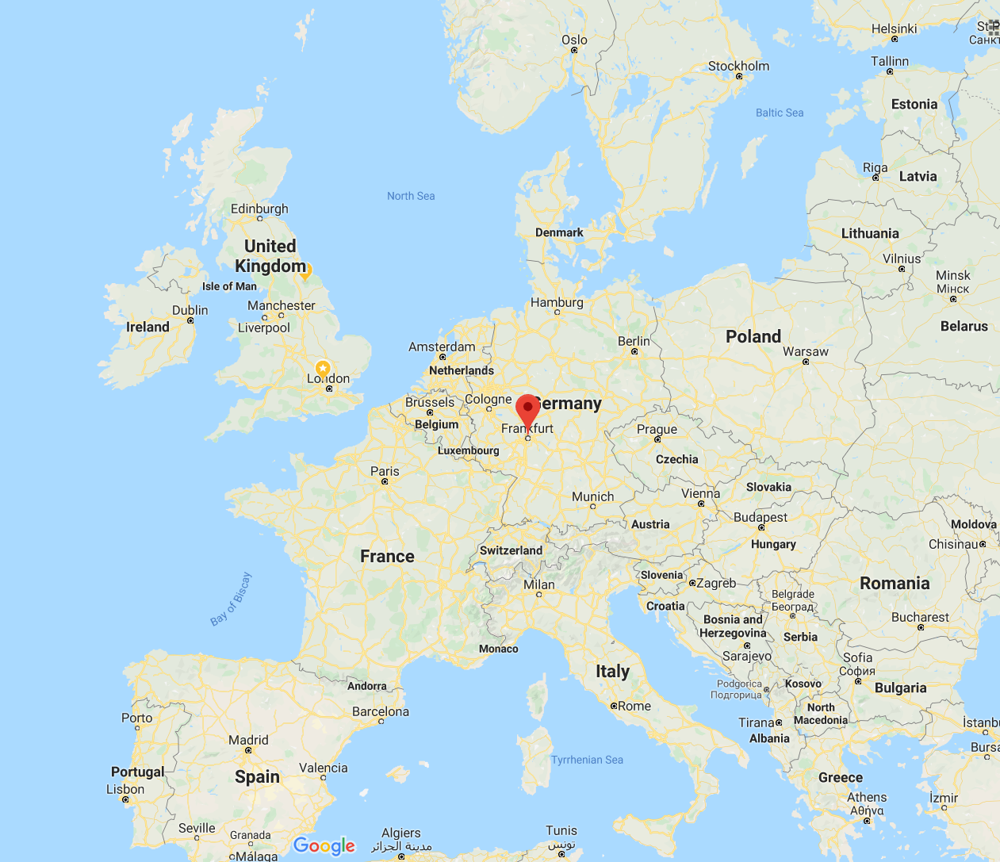 Oslo
Helsinki
Санкт
Tallinn
Stockholm
Estonia
Baltic Sea
Riga
Latvia
North Sea
Edinburgh
Denmark
Lithuania
United
Kingdom
Vilnius
Isle of Man
Minsk
Мінск
Manchester
Hamburg
Dublin
Liverpool
Ireland
Belarus
Poland
Berlin
Warsaw
Amsterdam
Netherlands
London
Cologne
Germany
Brussels
Belgium
Frankfurt
Prague
Luxembourg
Czechia
Paris
Slovakia
Munich
Vienna
Budapest
Austria
Moldova
Hungary
Chisinau
Switzerland
France
Slovenia
Zagreb
Romania
Milan
Bay of Biscay
Belgrade
Београд
Croatia
Bosnia and
Herzegovina
Bucharest
Serbia
Monaco
Sarajevo
Sofia
София
Italy
Andorra
Podgorica
Подгорица
Kosovo
Bulgaria
Barcelona
Rome
North
Macedonia
Porto
Tirana
İstanbu
Albania
Madrid
Bursa
Tyrrhenian Sea
Valencia
Portugal
Spain
Greece
Lisbon
Athens
Αθήνα
İzmir
Seville
Granada
Algiers
مدينة الجزائر
Tunis
تونس
Google
Málaga